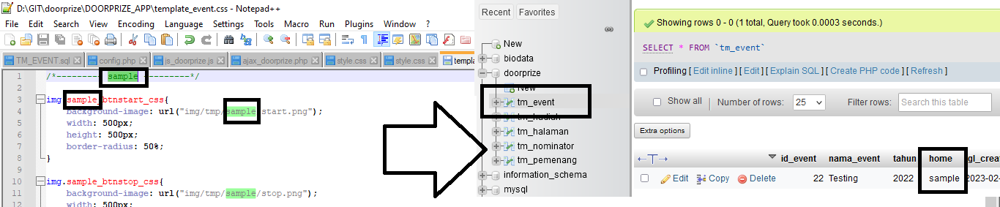 D:\GIT\doorprize\DOORPRIZE_APP\template_event.css - Notepad++
File Edit Search View Encoding Language Settings Tools Macro Run Plugins Window ?
TM_EVENT.sql config.php js_doorprize.js ajax_doorprize.php style.css style.css templ
1 /*---------- sample ----------*/
2
3 img.sample_btnstart_css{
4 background-image: url("img/tmp/sample/start.png");
5 width: 500px;
6 height: 500px;
7 border-radius: 50%;
8 }
9
10 img.sample_btnstop_css{
11 background-image: url("img/tmp/sample/stop.png");
12 width: 500px;
Recent Favorites
New
biodata
doorprize
New
tm_event
tm_hadiah
tm_halaman
tm_nominator
tm_pemenang
information_schema
mysql
Showing rows 0 - 0 (1 total, Query took 0.0003 seconds.)
SELECT * FROM `tm_event`
Profiling [ Edit inline ] [ Edit ] [ Explain SQL ] [ Create PHP code ] [ Refresh ]
Show all Number of rows: 25 Filter rows: Search this table
Extra options
←T→ id_event nama_event tahun home gl_crea
Edit Copy Delete 22 Testing 2022 sample 2023-02-